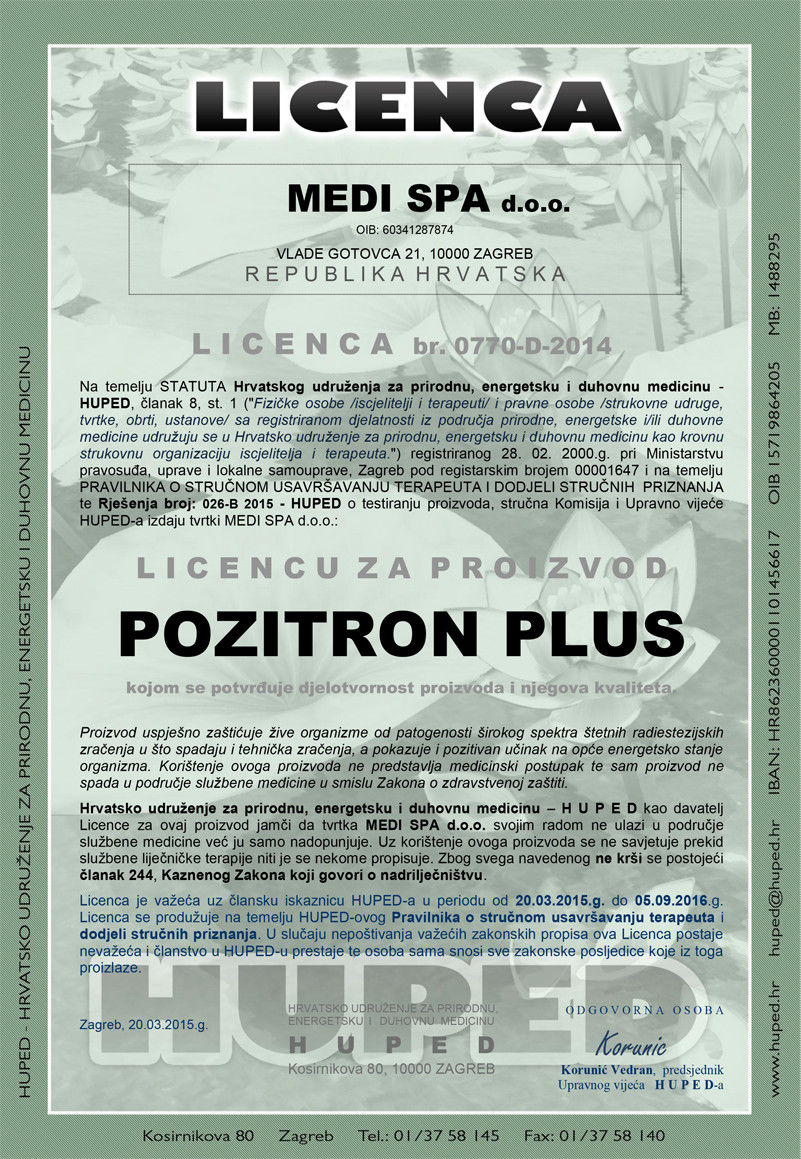 LICENCA
MEDI SPA d.o.o.
OIB: 60341287874
VLADE GOTOVCA 21, 10000 ZAGREB
REPUBLIKA HRVATSKA
LICENCA br. 0770-D-2014
Na temelju STATUTA Hrvatskog udruženja za prirodnu, energetsku i duhovnu medicinu -
HUPED, članak 8, st. 1 ("Fizičke osobe /iscjelitelji i terapeuti/ i pravne osobe /strukovne udruge,
tvrtke, obrti, ustanove/ sa registriranom djelatnosti iz područja prirodne, energetske i/ili duhovne
medicine udružuju se u Hrvatsko udruženje za prirodnu, energetsku i duhovnu medicinu kao krovnu
strukovnu organizaciju iscjelitelja i terapeuta.") registriranog 28. 02. 2000.g. pri Ministarstvu
pravosuđa, uprave i lokalne samouprave, Zagreb pod registarskim brojem 00001647 i na temelju
PRAVILNIKA O STRUČNOM USAVRŠAVANJU TERAPEUTA I DODJELI STRUČNIH PRIZNANJA
te Rješenja broj: 026-B 2015 - HUPED o testiranju proizvoda, stručna Komisija i Upravno vijeće
HUPED-a izdaju tvrtki MEDI SPA d.o.o.:
LICENCU ZA PROIZVOD
POZITRON PLUS
kojom se potvrđuje djelotvornost proizvoda i njegova kvaliteta.
Proizvod uspješno zaštićuje žive organizme od patogenosti širokog spektra štetnih radiestezijskih
zračenja u što spadaju i tehnička zračenja, a pokazuje i pozitivan učinak na opće energetsko stanje
organizma. Korištenje ovoga proizvoda ne predstavlja medicinski postupak te sam proizvod ne
spada u područje službene medicine u smislu Zakona o zdravstvenoj zaštiti.
Hrvatsko udruženje za prirodnu, energetsku i duhovnu medicinu – H U P E D kao davatelj
Licence za ovaj proizvod jamči da tvrtka MEDI SPA d.o.o. svojim radom ne ulazi u područje
službene medicine već ju samo nadopunjuje. Uz korištenje ovoga proizvoda se ne savjetuje prekid
službene liječničke terapije niti je se nekome propisuje. Zbog svega navedenog ne krši se postojeći
članak 244, Kaznenog Zakona koji govori o nadriliječništvu.
Licenca je važeća uz člansku iskaznicu HUPED-a u periodu od 20.03.2015.g. do 05.09.2016.g.
Licenca se produžuje na temelju HUPED-ovog Pravilnika o stručnom usavršavanju terapeuta i
dodjeli stručnih priznanja. U slučaju nepoštivanja važećih zakonskih propisa ova Licenca postaje
nevažeća i članstvo u HUPED-u prestaje te osoba sama snosi sve zakonske posljedice koje iz toga
proizlaze.
HUPED
Zagreb, 20.03.2015.g.
HRVATSKO UDRUŽENJE ZA PRIRODNU,
ENERGETSKU I DUHOVNU MEDICINU
H U P E D
Kosirnikova 80, 10000 ZAGREB
ODGOVORNA OSOBA
Korunić
Korunić Vedran, predsjednik
Upravnog vijeća H U P E D-a
HUPED - HRVATSKO UDRUŽENJE ZA PRIRODNU, ENERGETSKU I DUHOVNU MEDICINU
www.huped.hr huped@huped.hr IBAN: HR8623600001101456617 OIB 15719864205 MB: 1488295
Kosirnikova 80 Zagreb Tel.: 01/37 58 145 Fax: 01/37 58 140